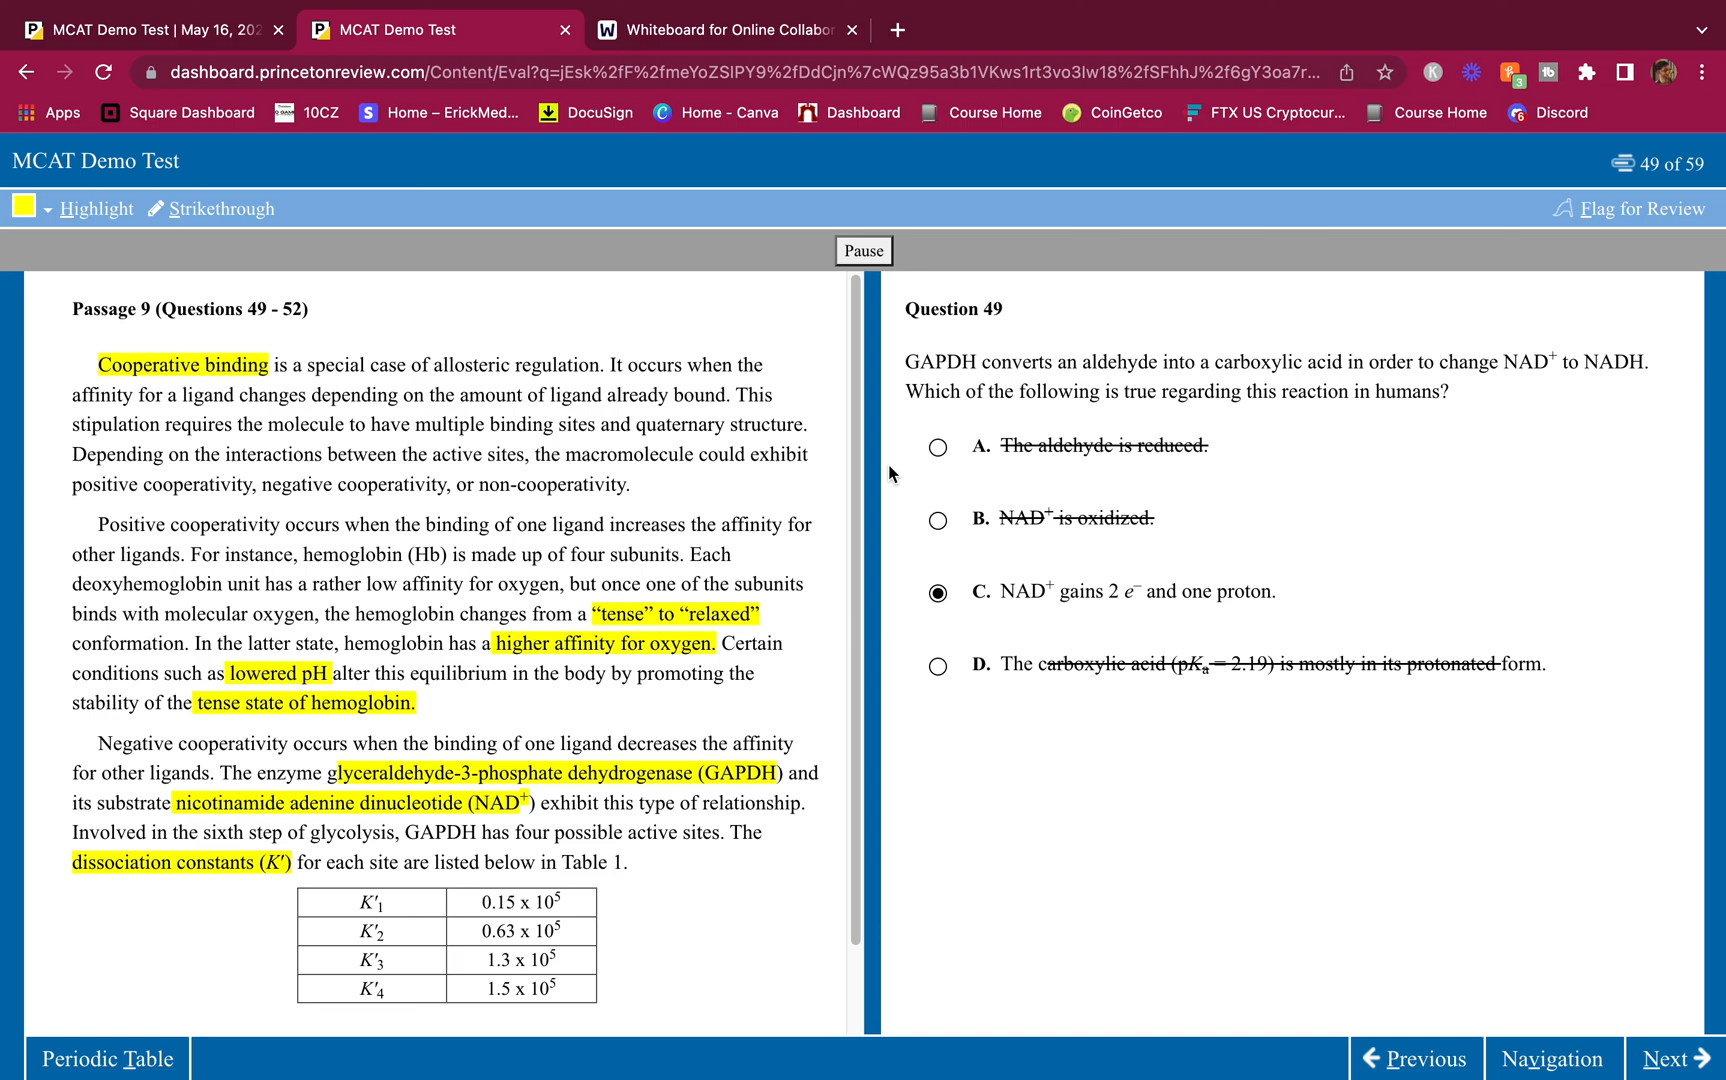 MCAT Demo Test | May 16, 202
MCAT Demo Test
Whiteboard for Online Collabor
dashboard.princetonreview.com/Content/Eval?q=jEsk%2fF%2fmeYoZSIPY9%2fDdCjn%7cWQz95a3b1VKws1rt3vo3lw18%2fSFhhJ%2f6gY3oa7r...
Apps
Square Dashboard
10CZ
Home – ErickMed...
DocuSign
Home - Canva
Dashboard
Course Home
CoinGetco
FTX US Cryptocur...
Course Home
Discord
MCAT Demo Test
49 of 59
Highlight
Strikethrough
Flag for Review
Pause
Passage 9 (Questions 49 - 52)
Cooperative binding is a special case of allosteric regulation. It occurs when the
affinity for a ligand changes depending on the amount of ligand already bound. This
stipulation requires the molecule to have multiple binding sites and quaternary structure.
Depending on the interactions between the active sites, the macromolecule could exhibit
positive cooperativity, negative cooperativity, or non-cooperativity.
Positive cooperativity occurs when the binding of one ligand increases the affinity for
other ligands. For instance, hemoglobin (Hb) is made up of four subunits. Each
deoxyhemoglobin unit has a rather low affinity for oxygen, but once one of the subunits
binds with molecular oxygen, the hemoglobin changes from a “tense” to “relaxed”
conformation. In the latter state, hemoglobin has a higher affinity for oxygen. Certain
conditions such as lowered pH alter this equilibrium in the body by promoting the
stability of the tense state of hemoglobin.
Negative cooperativity occurs when the binding of one ligand decreases the affinity
for other ligands. The enzyme glyceraldehyde-3-phosphate dehydrogenase (GAPDH) and
its substrate nicotinamide adenine dinucleotide (NAD⁺) exhibit this type of relationship.
Involved in the sixth step of glycolysis, GAPDH has four possible active sites. The
dissociation constants (K′) for each site are listed below in Table 1.
K′₁ 0.15 x 10⁵
K′₂ 0.63 x 10⁵
K′₃ 1.3 x 10⁵
K′₄ 1.5 x 10⁵
Question 49
GAPDH converts an aldehyde into a carboxylic acid in order to change NAD⁺ to NADH.
Which of the following is true regarding this reaction in humans?
A. The aldehyde is reduced.
B. NAD⁺ is oxidized.
C. NAD⁺ gains 2 e⁻ and one proton.
D. The carboxylic acid (pKₐ = 2.19) is mostly in its protonated form.
Periodic Table
Previous
Navigation
Next